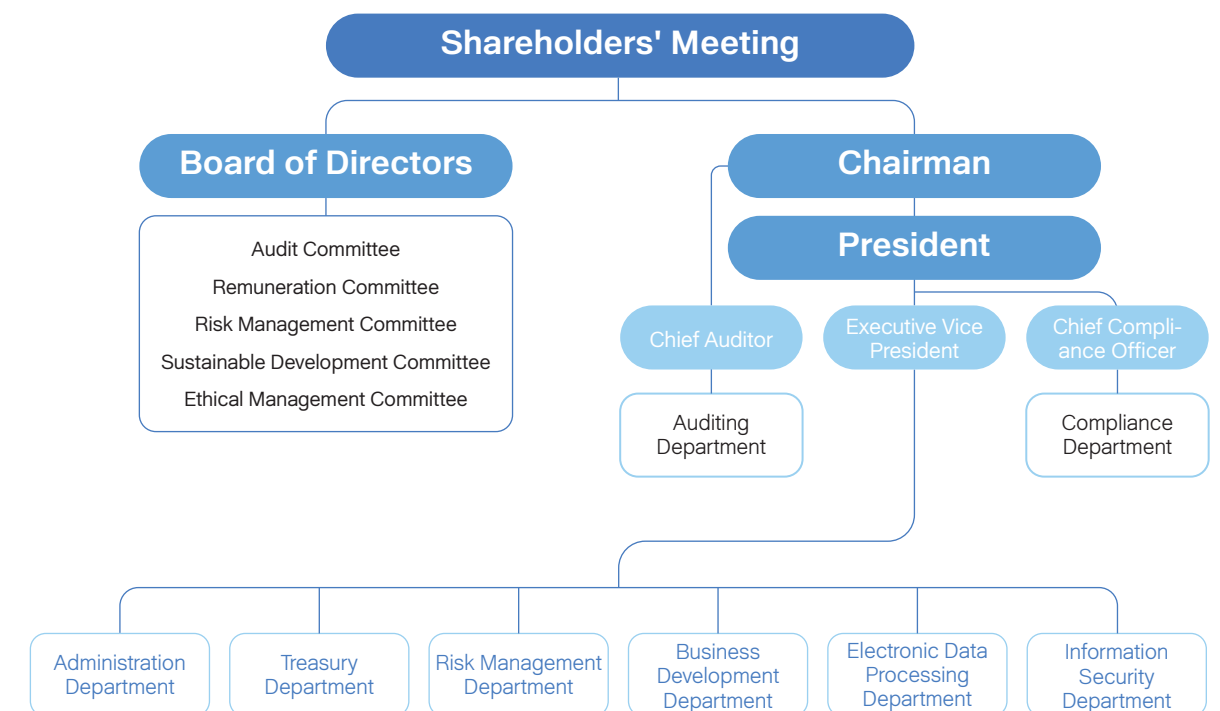 Shareholders' Meeting
Board of Directors
Audit Committee
Remuneration Committee
Risk Management Committee
Sustainable Development Committee
Ethical Management Committee
Chairman
President
Chief Auditor
Executive Vice
President
Chief Compli-
ance Officer
Auditing
Department
Compliance
Department
Administration
Department
Treasury
Department
Risk Management
Department
Business
Development
Department
Electronic Data
Processing
Department
Information
Security
Department